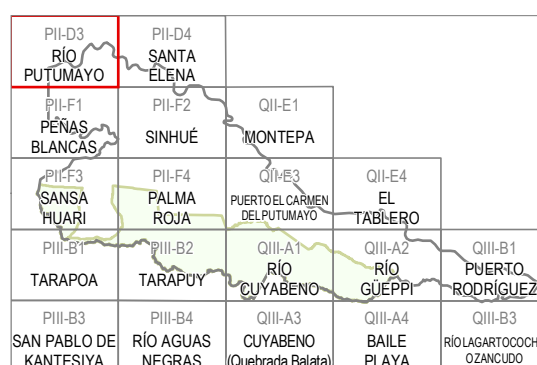 PII-D3
RÍO
PUTUMAYO
PII-D4
SANTA
ELENA
PII-F1
PEÑAS
BLANCAS
PII-F2
SINHUÉ
QII-E1
MONTEPA
PII-F3
SANSA
HUARI
PII-F4
PALMA
ROJA
QII-E3
PUERTO EL CARMEN
DEL PUTUMAYO
QII-E4
EL
TABLERO
PIII-B1
TARAPOA
PIII-B2
TARAPUY
QIII-A1
RÍO
CUYABENO
QIII-A2
RÍO
GÜEPPI
QIII-B1
PUERTO
RODRÍGUEZ
PIII-B3
SAN PABLO DE
KANTESIYA
PIII-B4
RÍO AGUAS
NEGRAS
QIII-A3
CUYABENO
(Quebrada Balata)
QIII-A4
BAILE
PLAYA
QIII-B3
RÍO LAGARTOCOCH
O ZANCUDO